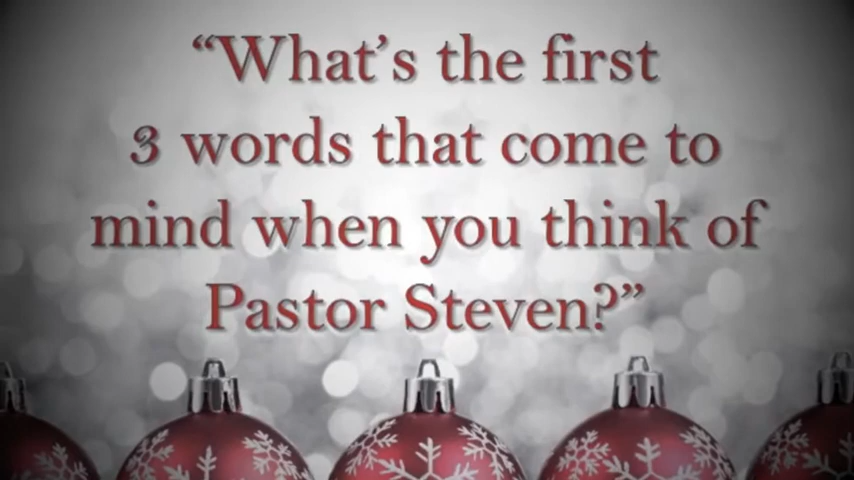 “What’s the first
3 words that come to
mind when you think of
Pastor Steven?”